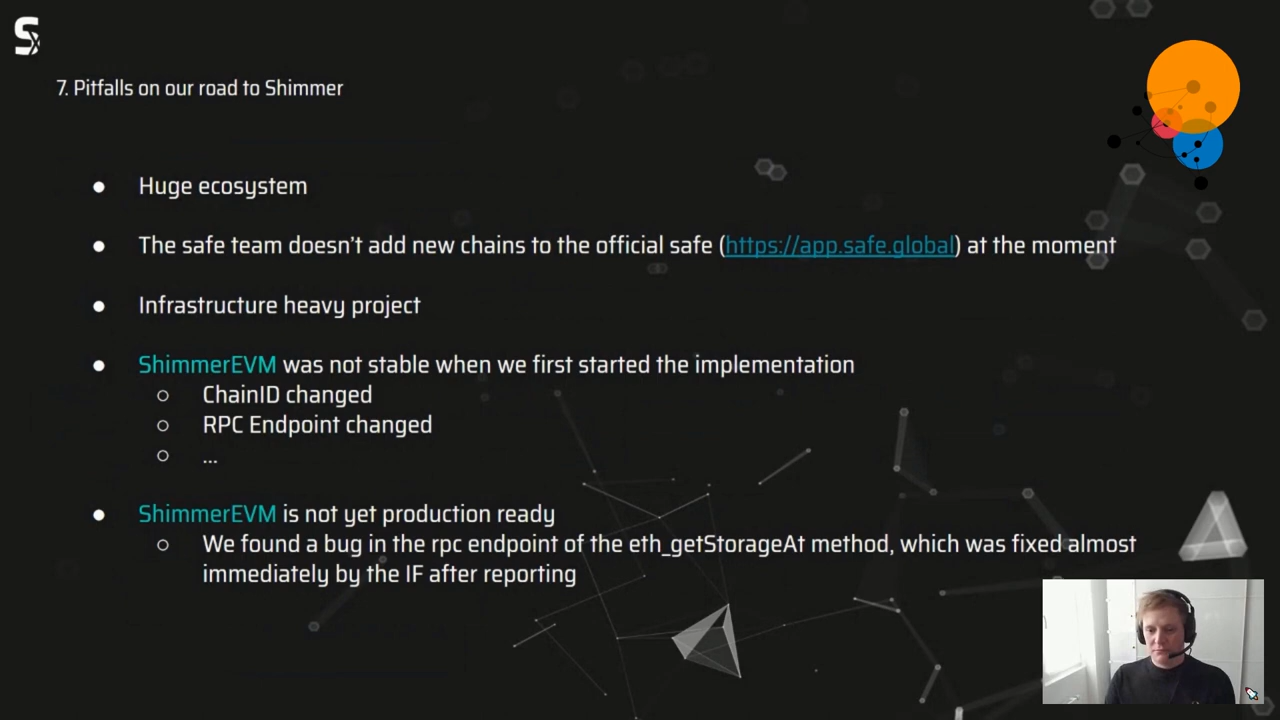 7. Pitfalls on our road to Shimmer
● Huge ecosystem
● The safe team doesn't add new chains to the official safe (https://app.safe.global) at the moment
● Infrastructure heavy project
● ShimmerEVM was not stable when we first started the implementation
○ ChainID changed
○ RPC Endpoint changed
○ ...
● ShimmerEVM is not yet production ready
○ We found a bug in the rpc endpoint of the eth_getStorageAt method, which was fixed almost
immediately by the IF after reporting